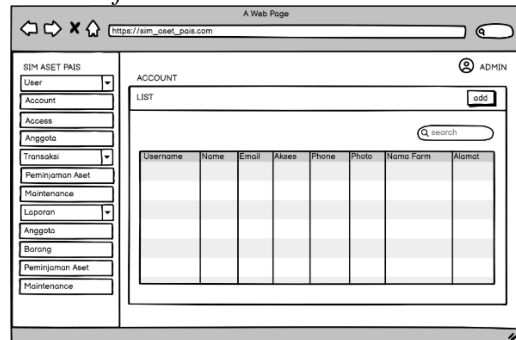 A Web Page
https://sim_aset_pais.com
SIM ASET PAIS
ADMIN
User
Account
Access
Anggota
Transaksi
Peminjaman Aset
Maintenance
Laporan
Anggota
Barang
Peminjaman Aset
Maintenance
ACCOUNT
LIST
add
search
Username Name Email Akses Phone Photo Nama Farm Alamat